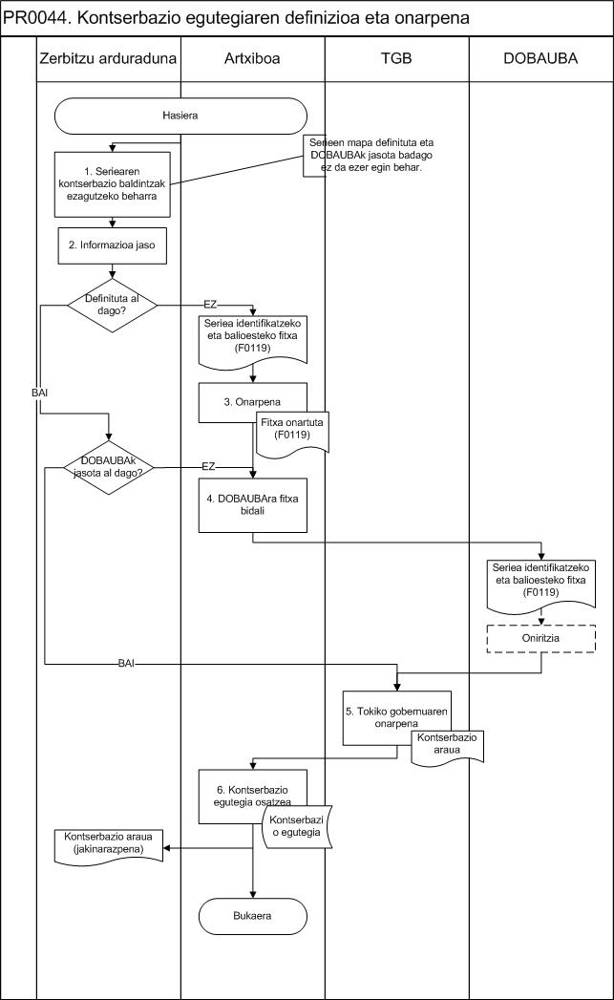 PR0044. Kontserbazio egutegiaren definizioa eta onarpena
Zerbitzu arduraduna
Artxiboa
TGB
DOBAUBA
Hasiera
Serieen mapa definituta eta
DOBAUBAk jasota badago
ez da ezer egin behar.
1. Seriearen
kontserbazio baldintzak
ezagutzeko beharra
2. Informazioa jaso
Definituta al
dago?
EZ
Seriea identifikatzeko
eta balioesteko fitxa
(F0119)
BAI
3. Onarpena
Fitxa onartuta
(F0119)
DOBAUBAk
jasota al dago?
EZ
4. DOBAUBAra fitxa
bidali
Seriea identifikatzeko
eta balioesteko fitxa
(F0119)
Oniritzia
BAI
5. Tokiko gobernuaren
onarpena
Kontserbazio
araua
6. Kontserbazio
egutegia osatzea
Kontserbazi
o egutegia
Kontserbazio araua
(jakinarazpena)
Bukaera